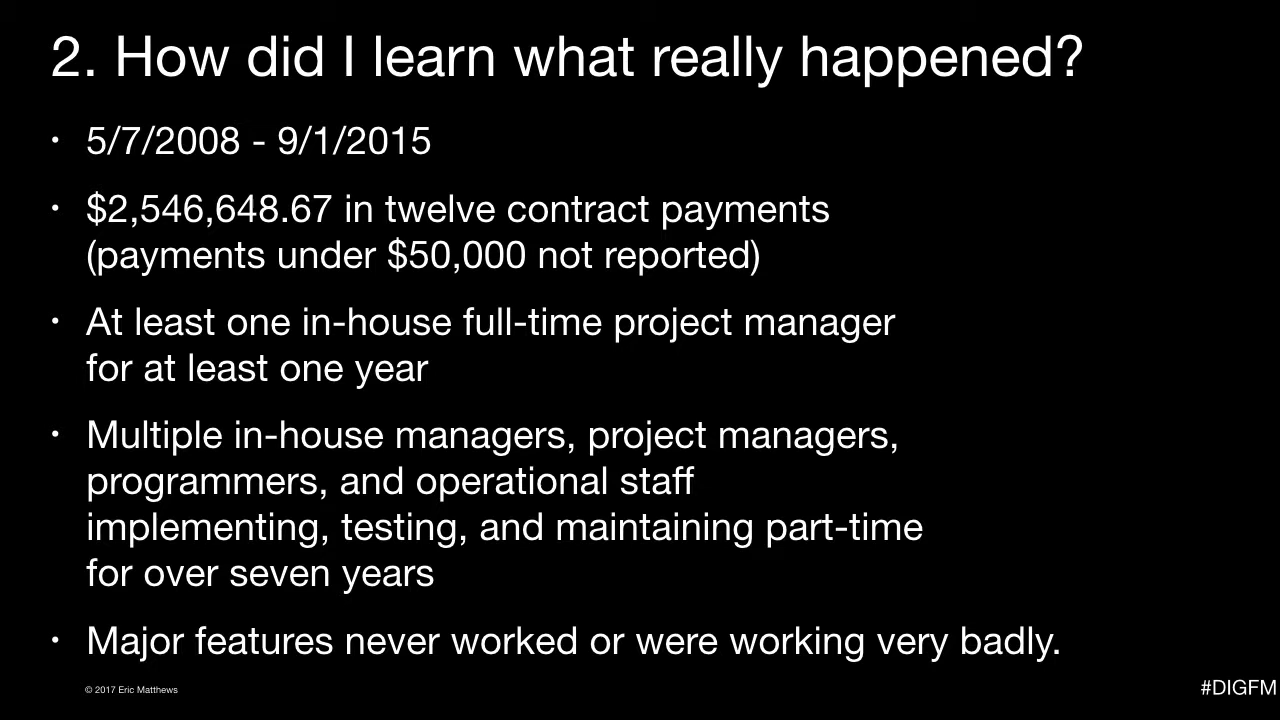 2. How did I learn what really happened?
• 5/7/2008 - 9/1/2015
• $2,546,648.67 in twelve contract payments
(payments under $50,000 not reported)
• At least one in-house full-time project manager
for at least one year
• Multiple in-house managers, project managers,
programmers, and operational staff
implementing, testing, and maintaining part-time
for over seven years
• Major features never worked or were working very badly.
© 2017 Eric Matthews
#DIGFM